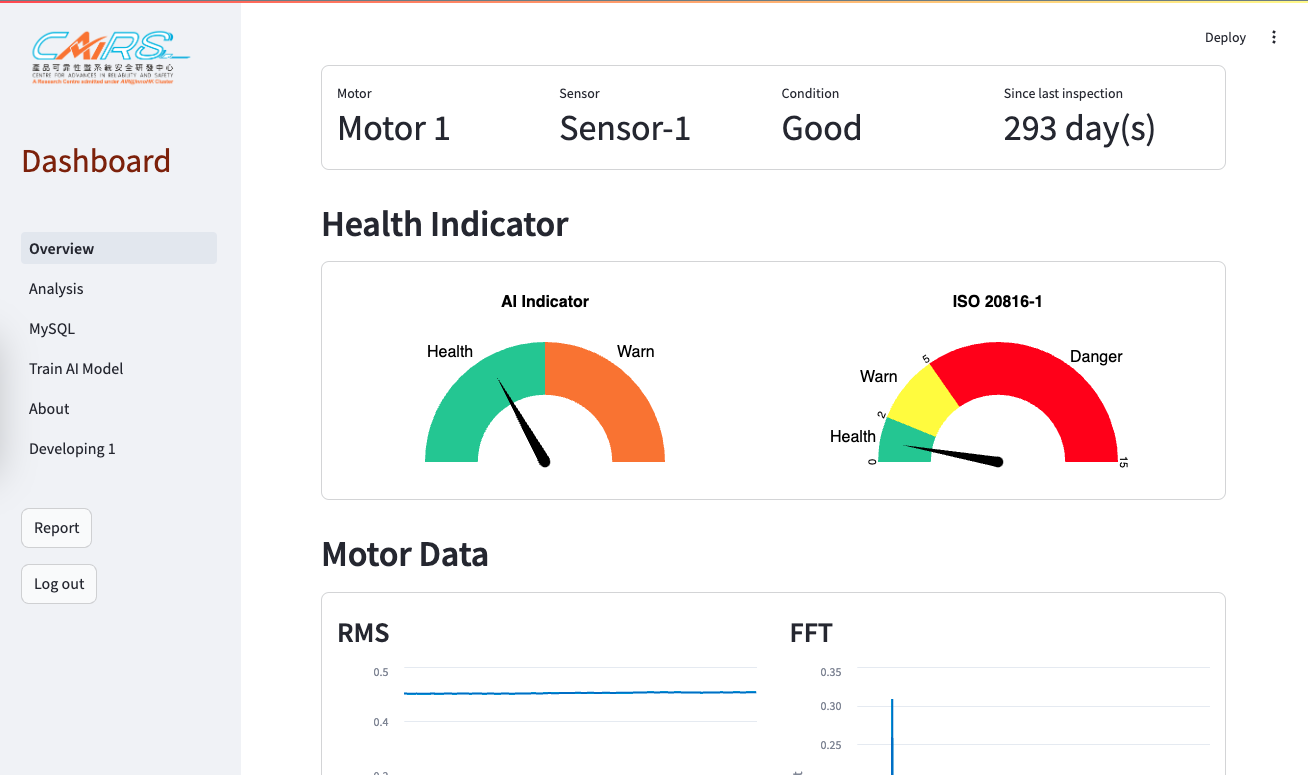 CAiRS
產品可靠性暨系統安全研發中心
CENTRE FOR ADVANCES IN RELIABILITY AND SAFETY
Dashboard
Overview
Analysis
MySQL
Train AI Model
About
Developing 1
Report
Log out
Deploy
Motor
Sensor
Condition
Since last inspection
Motor 1
Sensor-1
Good
293 day(s)
Health Indicator
AI Indicator
Health
Warn
ISO 20816-1
Health
Warn
Danger
0
2
5
15
Motor Data
RMS
0.5
0.4
FFT
0.35
0.30
0.25